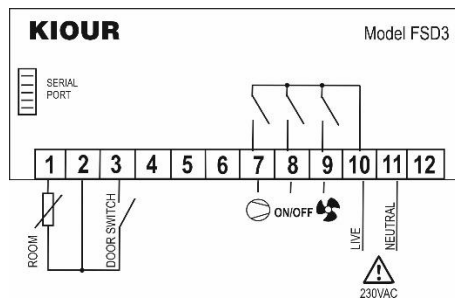 KIOUR
Model FSD3
SERIAL
PORT
1 2 3 4 5 6 7 8 9 10 11 12
ROOM
DOOR SWITCH
ON/OFF
LIVE
NEUTRAL
230VAC